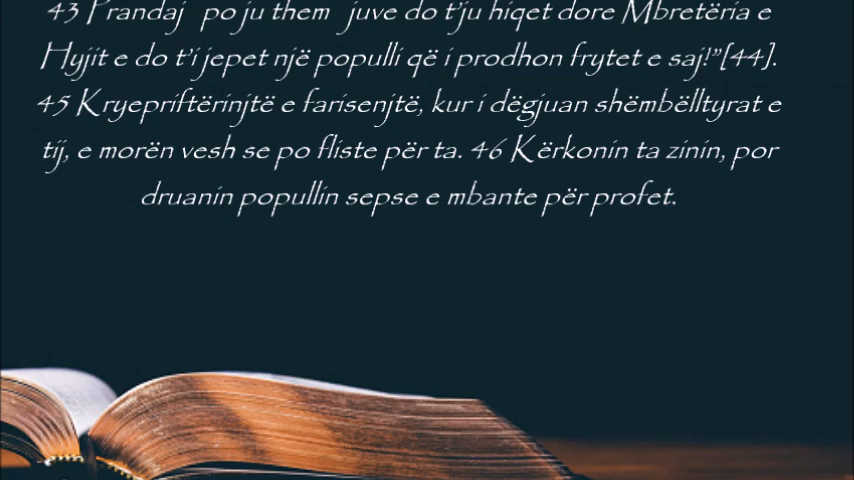 43 Prandaj po ju them juve do t'ju hiqet dore Mbretëria e
Hyjit e do t'i jepet një populli që i prodhon frytet e saj!”[44].
45 Kryepriftërinjtë e farisenjtë, kur i dëgjuan shëmbëlltyrat e
tij, e morën vesh se po fliste për ta. 46 Kërkonin ta zinin, por
druanin popullin sepse e mbante për profet.